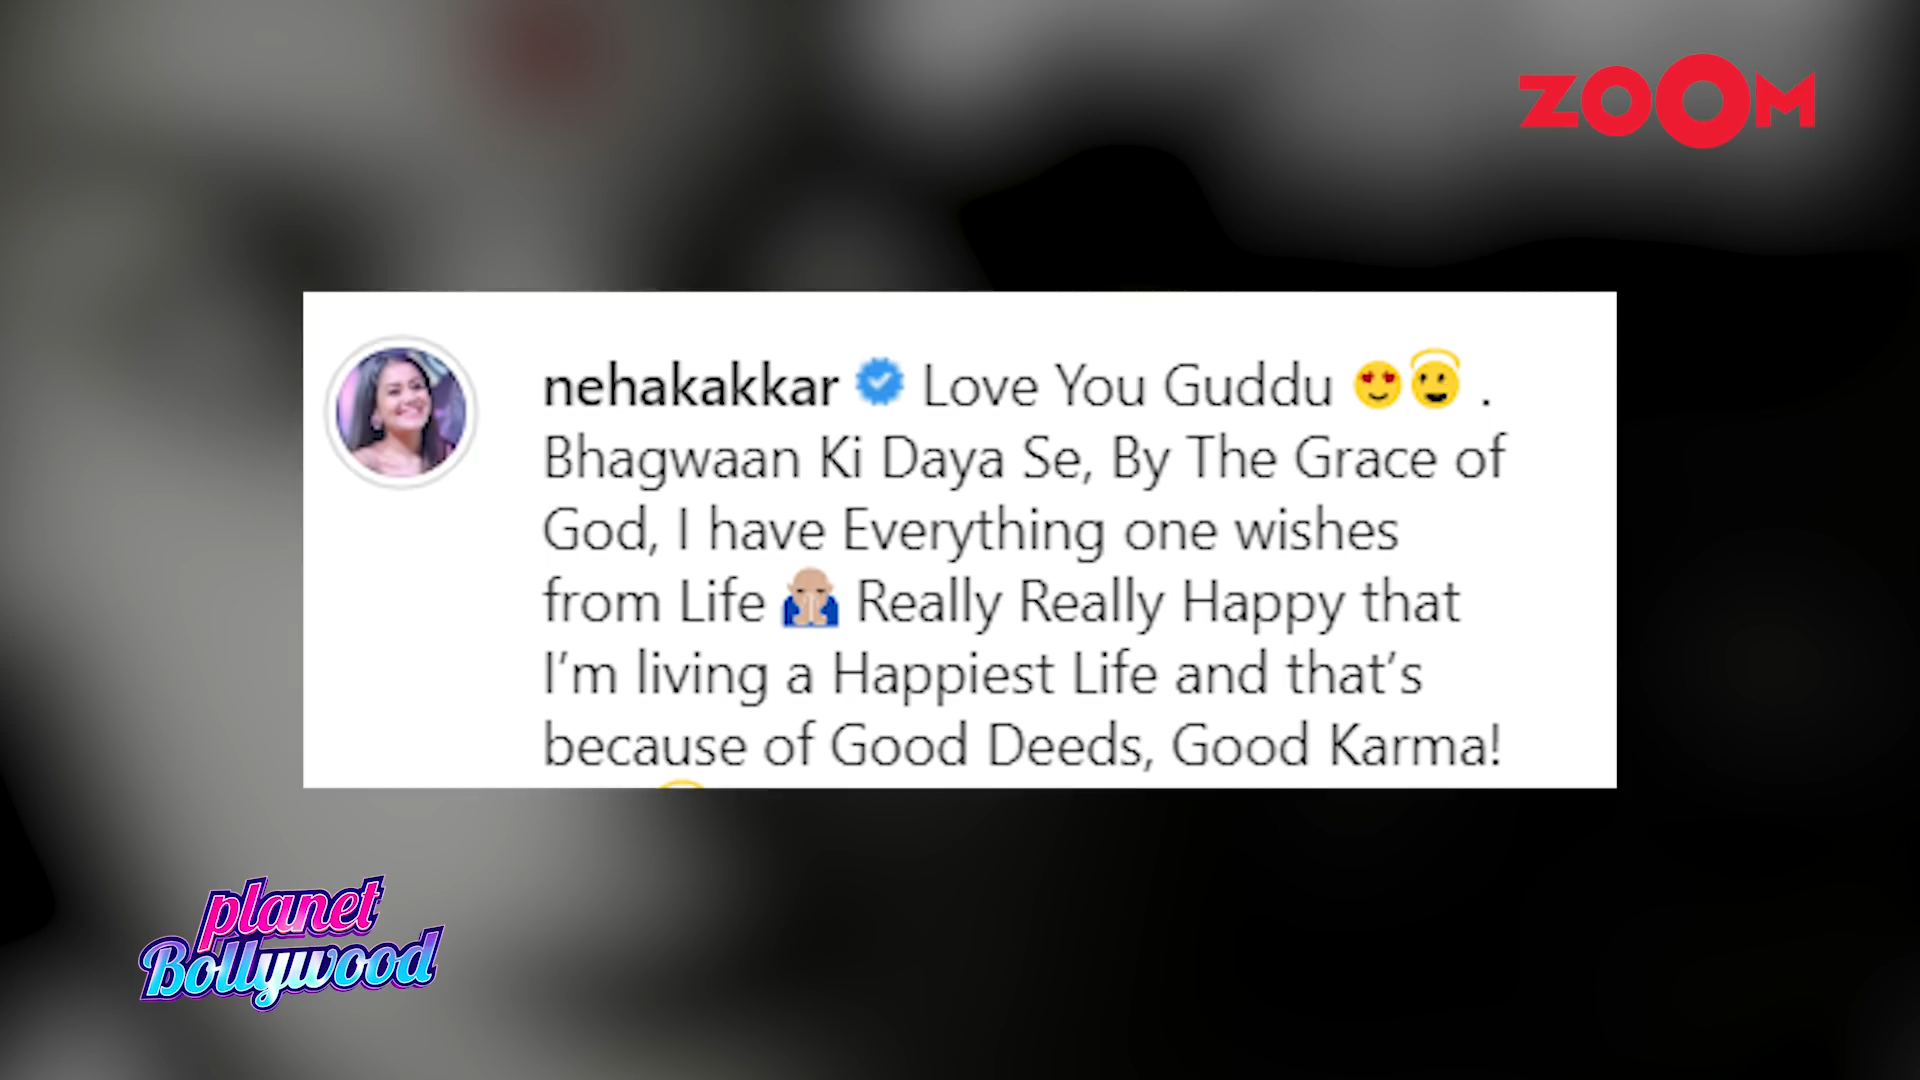 ZOOM
nehakakkar Love You Guddu 😍😇 .
Bhagwaan Ki Daya Se, By The Grace of
God, I have Everything one wishes
from Life 🙏 Really Really Happy that
I’m living a Happiest Life and that’s
because of Good Deeds, Good Karma!
planet
Bollywood